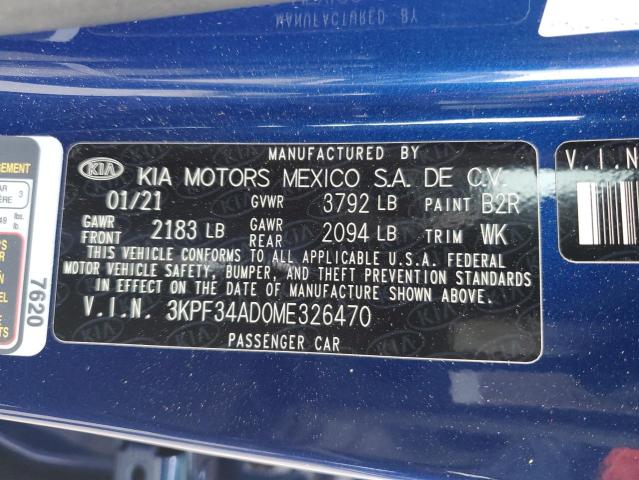 MANUFACTURED BY
KIA KIA MOTORS MEXICO S.A. DE C.V.
01/21 GVWR 3792 LB PAINT B2R
GAWR FRONT 2183 LB GAWR REAR 2094 LB TRIM WK
THIS VEHICLE CONFORMS TO ALL APPLICABLE U.S.A. FEDERAL
MOTOR VEHICLE SAFETY, BUMPER, AND THEFT PREVENTION STANDARDS
IN EFFECT ON THE DATE OF MANUFACTURE SHOWN ABOVE.
V.I.N. 3KPF34AD0ME326470
PASSENGER CAR
7620
V.I.N